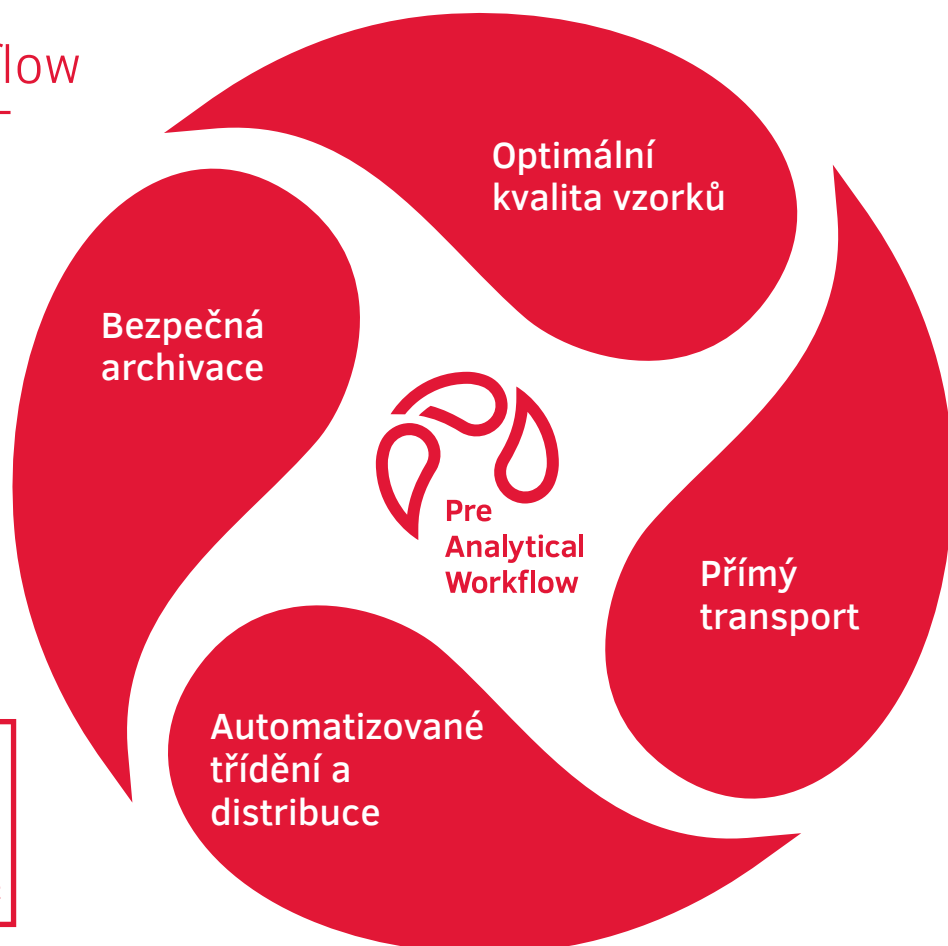 flow
Optimální
kvalita vzorků
Bezpečná
archivace
Pre
Analytical
Workflow
Přímý
transport
Automatizované
třídění a
distribuce